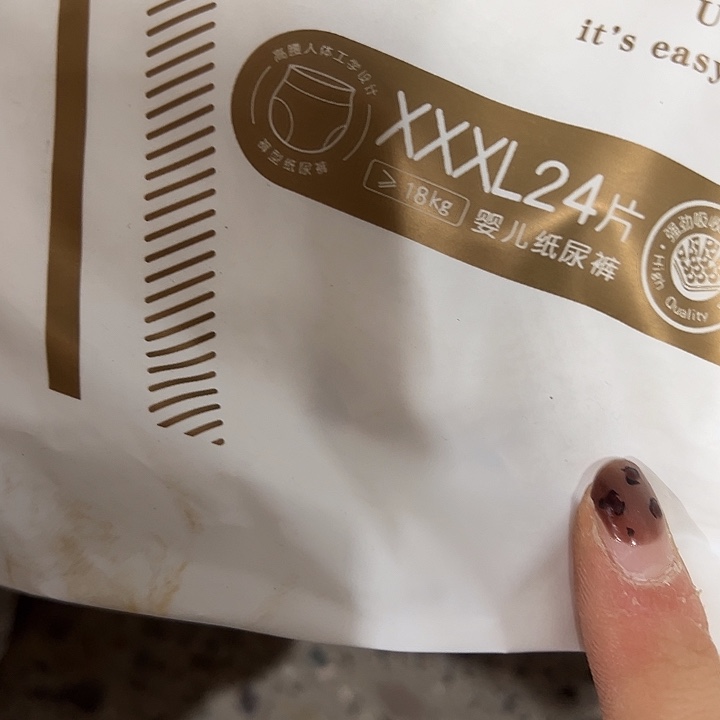 U
it's easy
高腰人体工学设计
裤型纸尿裤
XXXL24片
≥18kg
婴儿纸尿裤
强劲吸收
High Quality